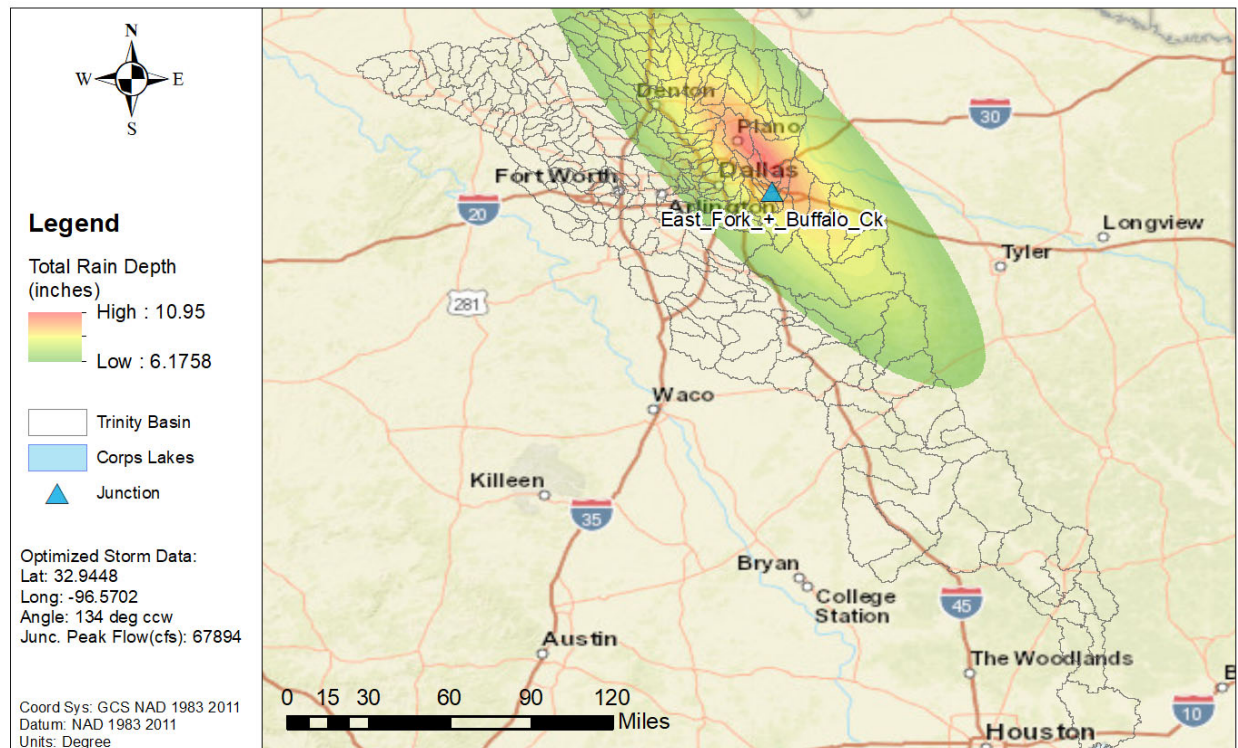 N
W E
S
Legend
Total Rain Depth
(inches)
High : 10.95
Low : 6.1758
Trinity Basin
Corps Lakes
Junction
Optimized Storm Data:
Lat: 32.9448
Long: -96.5702
Angle: 134 deg ccw
Junc. Peak Flow(cfs): 67894
Coord Sys: GCS NAD 1983 2011
Datum: NAD 1983 2011
Units: Degree
Denton
30
Plano
Dallas
Fort Worth
Arlington
20
East_Fork_+_Buffalo_Ck
Longview
Tyler
281
Waco
Killeen
35
Bryan
College
Station
45
Austin
The Woodlands
B
10
Houston
0 15 30 60 90 120
Miles